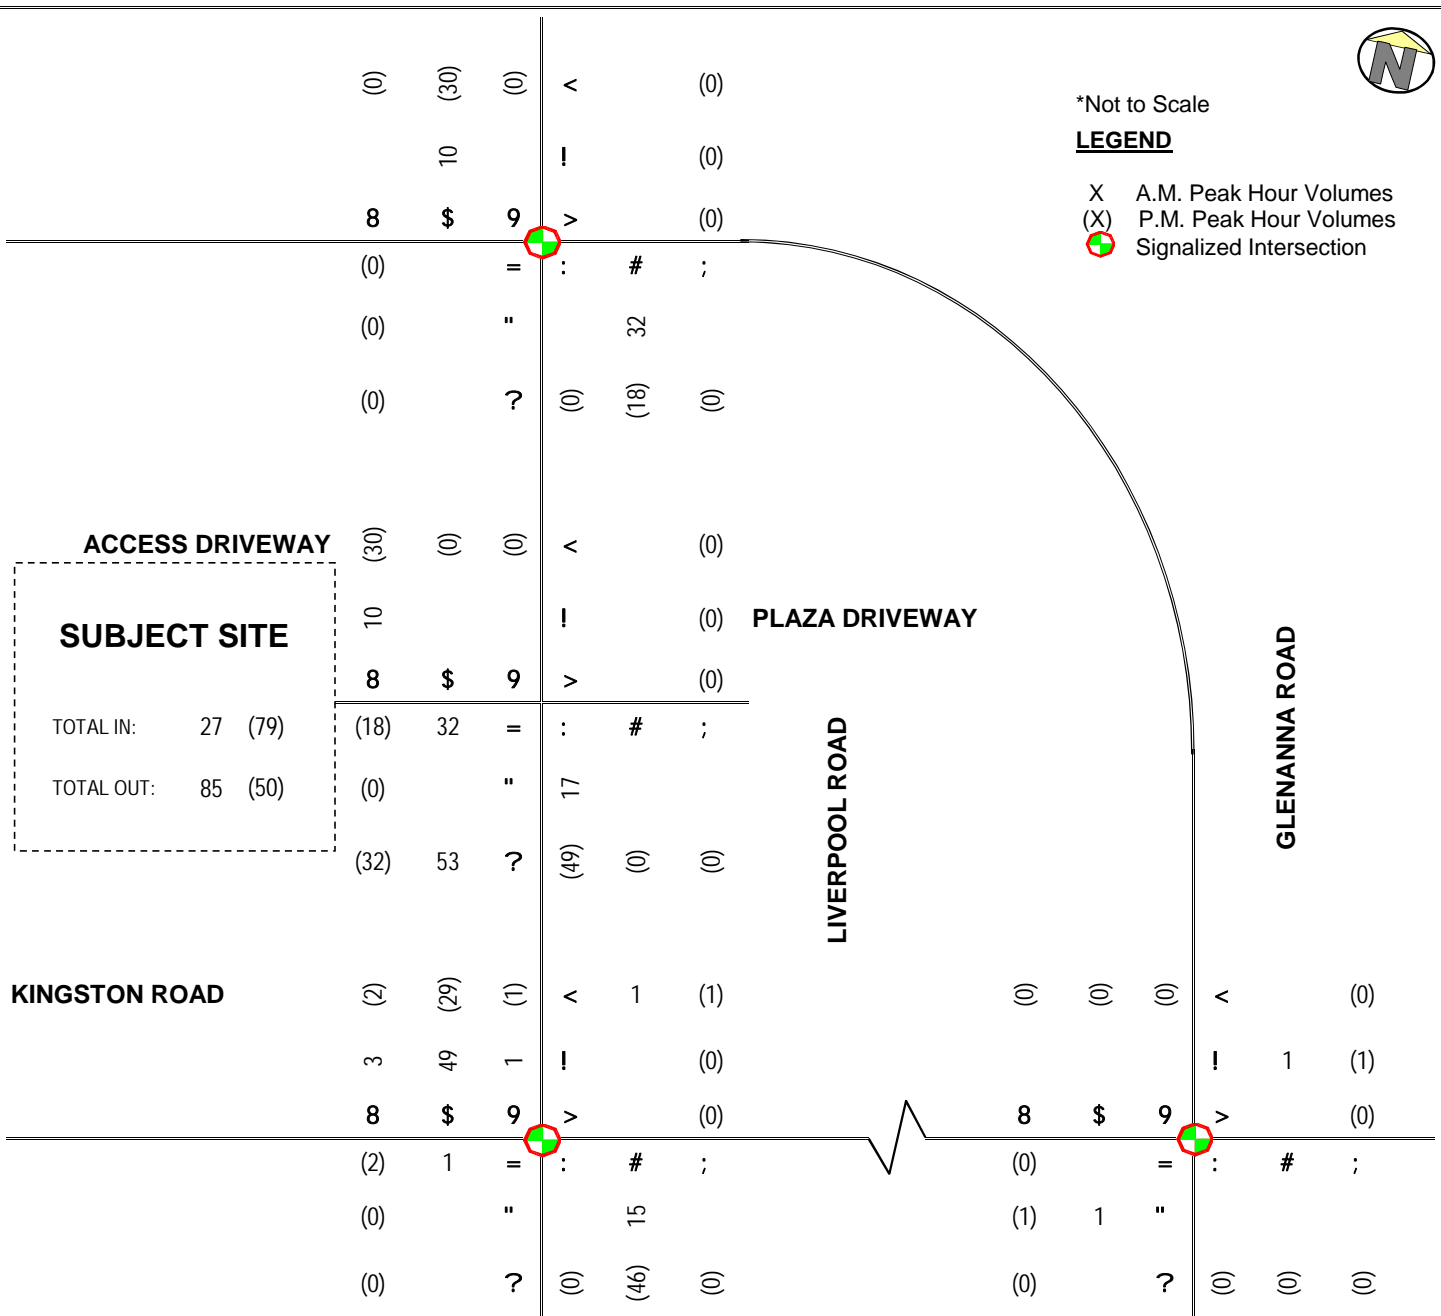 N
*Not to Scale
LEGEND
X A.M. Peak Hour Volumes
(X) P.M. Peak Hour Volumes
Signalized Intersection
(0) (30) (0) < (0)
10 ! (0)
8 $ 9 > (0)
(0) = : # ;
(0) " 32
(0) ? (0) (18) (0)
ACCESS DRIVEWAY (30) (0) (0) < (0)
10 ! (0) PLAZA DRIVEWAY
SUBJECT SITE
8 $ 9 > (0)
TOTAL IN: 27 (79) (18) 32 = : # ;
TOTAL OUT: 85 (50) (0) " 17
(32) 53 ? (49) (0) (0)
LIVERPOOL ROAD
GLENANNA ROAD
KINGSTON ROAD (2) (29) (1) < 1 (1) (0) (0) (0) < (0)
3 49 1 ! (0) ! 1 (1)
8 $ 9 > (0) 8 $ 9 > (0)
(2) 1 = : # ; (0) = : # ;
(0) " 15 (1) 1 "
(0) ? (0) (46) (0) (0) ? (0) (0) (0)